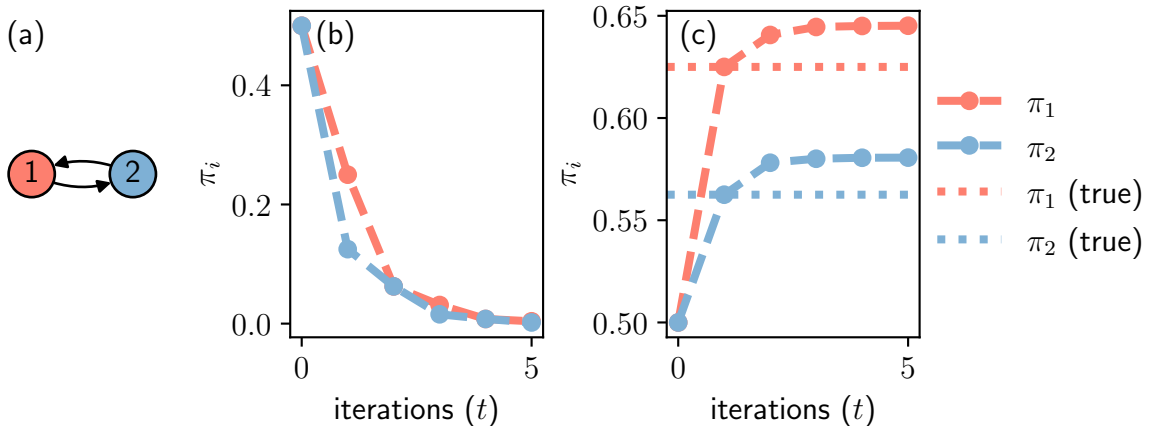 (a)
1
2
(b)
π_i
0.4
0.2
0.0
0
5
iterations (t)
(c)
π_i
0.65
0.60
0.55
0.50
0
5
iterations (t)
π_1
π_2
π_1 (true)
π_2 (true)